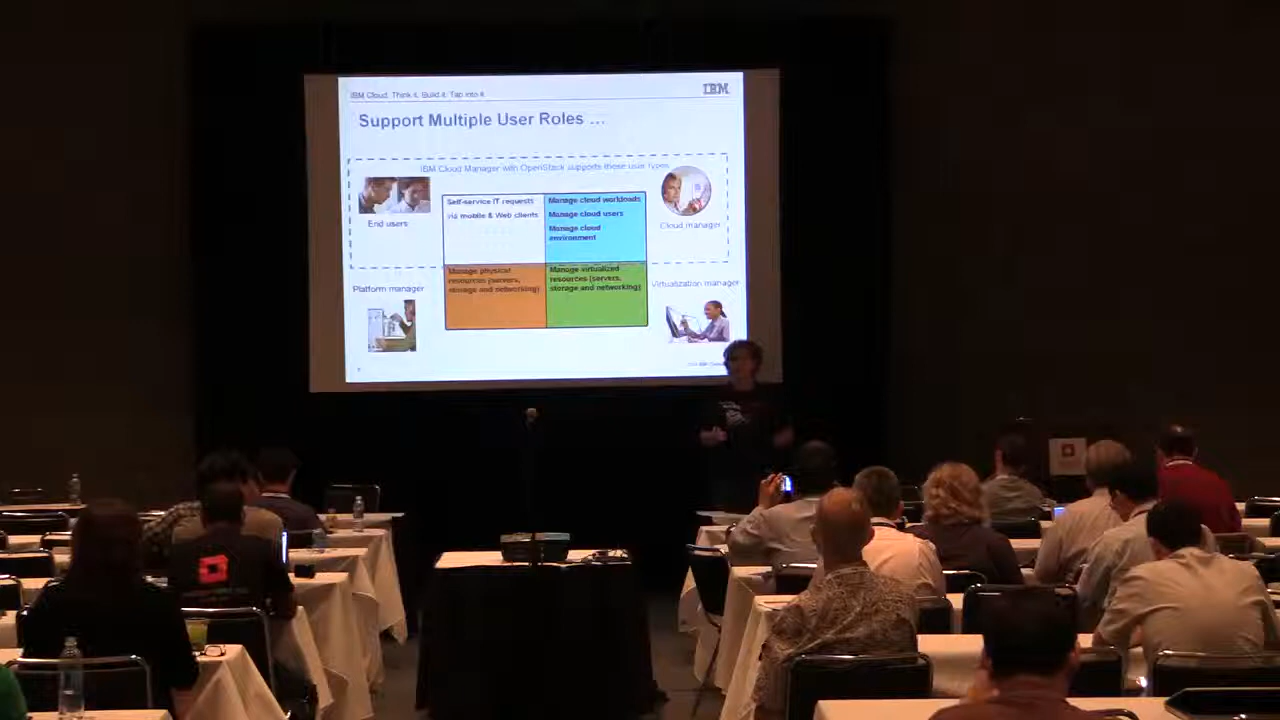 IBM Cloud. Think it. Build it. Tap into it.
IBM
Support Multiple User Roles ...
IBM Cloud Manager with OpenStack supports these user types
End users
Self-service IT requests
via mobile & Web clients
Manage cloud workloads
Manage cloud users
Manage cloud
environment
Cloud manager
Platform manager
Manage physical
resources (servers,
storage and networking)
Manage virtualized
resources (servers,
storage and networking)
Virtualization manager